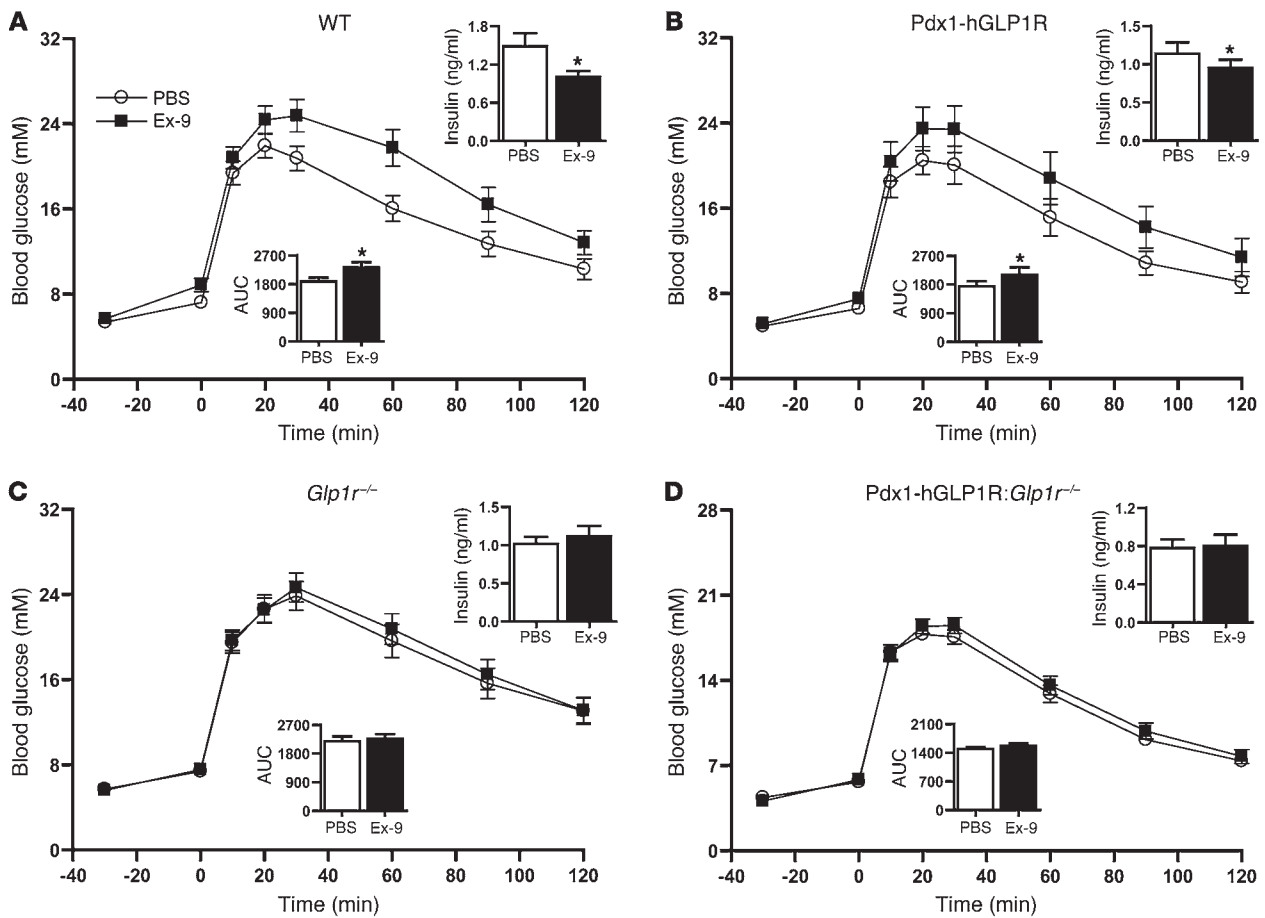 A
WT
32
24
16
8
0
Blood glucose (mM)
PBS
Ex-9
-40 -20 0 20 40 60 80 100 120
Time (min)
Insulin (ng/ml)
1.8
1.2
0.6
0.0
*
PBS Ex-9
AUC
2700
1800
900
0
*
PBS Ex-9
B
Pdx1-hGLP1R
32
24
16
8
0
Blood glucose (mM)
-40 -20 0 20 40 60 80 100 120
Time (min)
Insulin (ng/ml)
1.5
1.0
0.5
0.0
*
PBS Ex-9
AUC
2700
1800
900
0
*
PBS Ex-9
C
Glp1r–/–
32
24
16
8
0
Blood glucose (mM)
-40 -20 0 20 40 60 80 100 120
Time (min)
Insulin (ng/ml)
1.5
1.0
0.5
0.0
PBS Ex-9
AUC
2700
1800
900
0
PBS Ex-9
D
Pdx1-hGLP1R:Glp1r–/–
28
21
14
7
0
Blood glucose (mM)
-40 -20 0 20 40 60 80 100 120
Time (min)
Insulin (ng/ml)
1.2
0.8
0.4
0.0
PBS Ex-9
AUC
2100
1400
700
0
PBS Ex-9